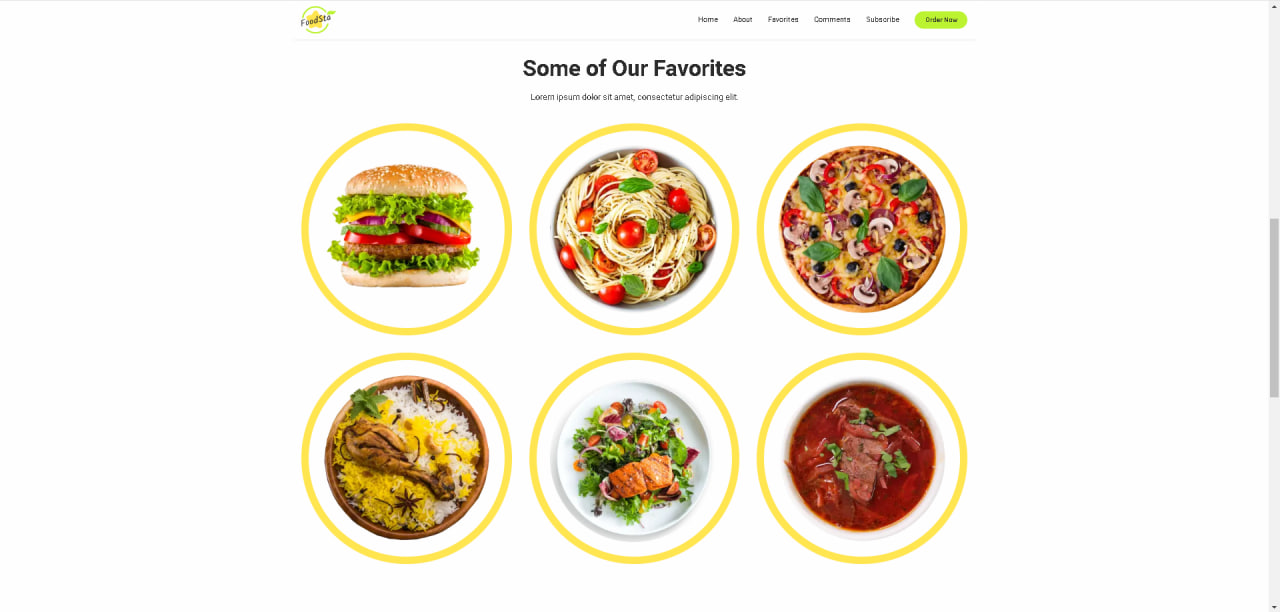 FoodSta
Home About Favorites Comments Subscribe Order Now
Some of Our Favorites
Lorem ipsum dolor sit amet, consectetur adipiscing elit.